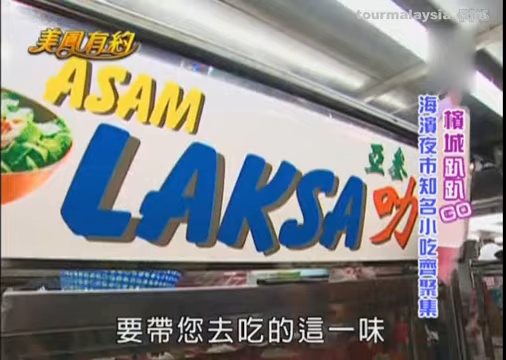 tourmalaysia
美鳳有約
ASAM
LAKSA
亞參
叻
檳城趴趴GO
海濱夜市知名小吃齊聚集
要帶您去吃的這一味